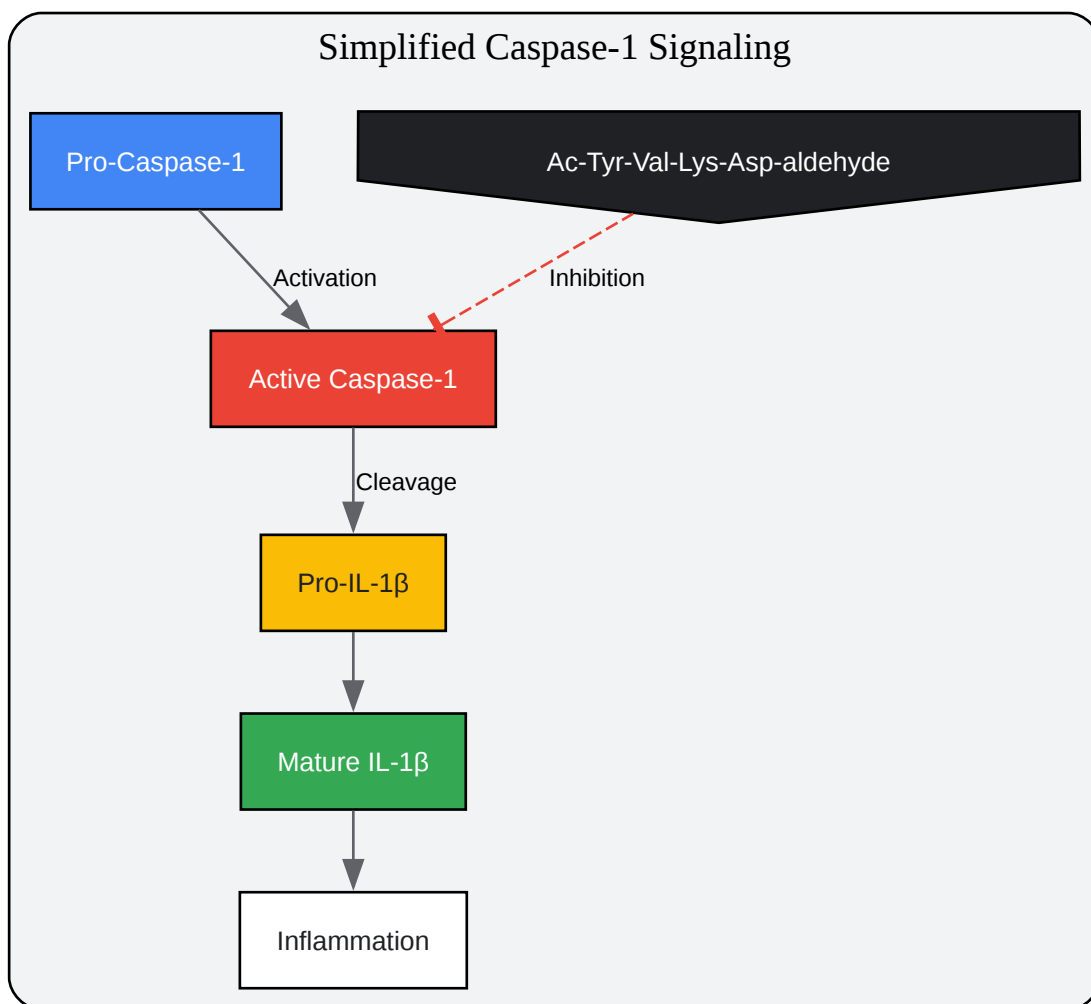 Simplified Caspase-1 Signaling
Pro-Caspase-1
Ac-Tyr-Val-Lys-Asp-aldehyde
Activation
Inhibition
Active Caspase-1
Cleavage
Pro-IL-1β
Mature IL-1β
Inflammation